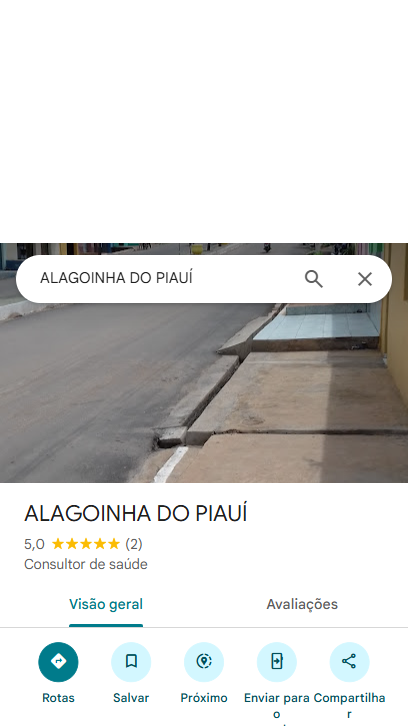 ALAGOINHA DO PIAUÍ
ALAGOINHA DO PIAUÍ
5,0 ★★★★★ (2)
Consultor de saúde
Visão geral Avaliações
Rotas Salvar Próximo Enviar para o Compartilhar